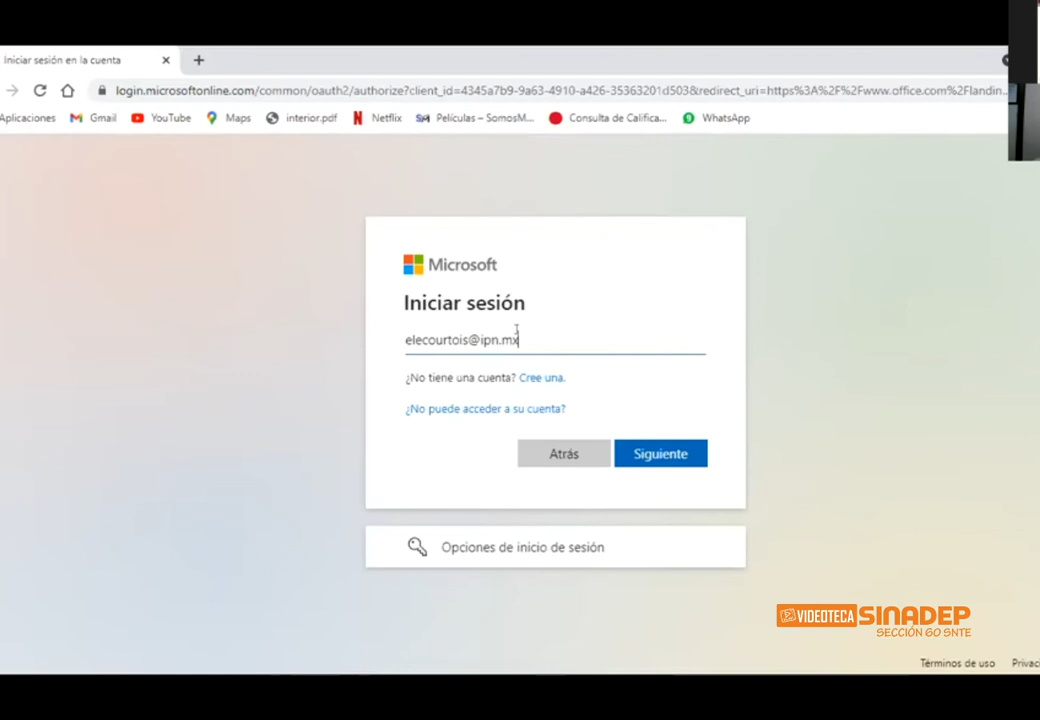 Iniciar sesión en la cuenta
login.microsoftonline.com/common/oauth2/authorize?client_id=4345a7b9-9a63-4910-a426-35363201d503&redirect_uri=https%3A%2F%2Fwww.office.com%2Flandin...
Aplicaciones Gmail YouTube Maps interior.pdf Netflix Películas – SomosM... Consulta de Califica... WhatsApp
Microsoft
Iniciar sesión
elecourtois@ipn.mx
¿No tiene una cuenta? Cree una.
¿No puede acceder a su cuenta?
Atrás Siguiente
Opciones de inicio de sesión
VIDEOTECA SINADEP
SECCIÓN 60 SNTE
Términos de uso Privac